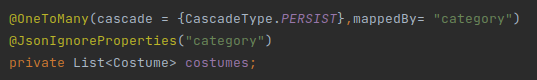 @OneToMany(cascade = {CascadeType.PERSIST},mappedBy= "category")
@JsonIgnoreProperties("category")
private List<Costume> costumes;